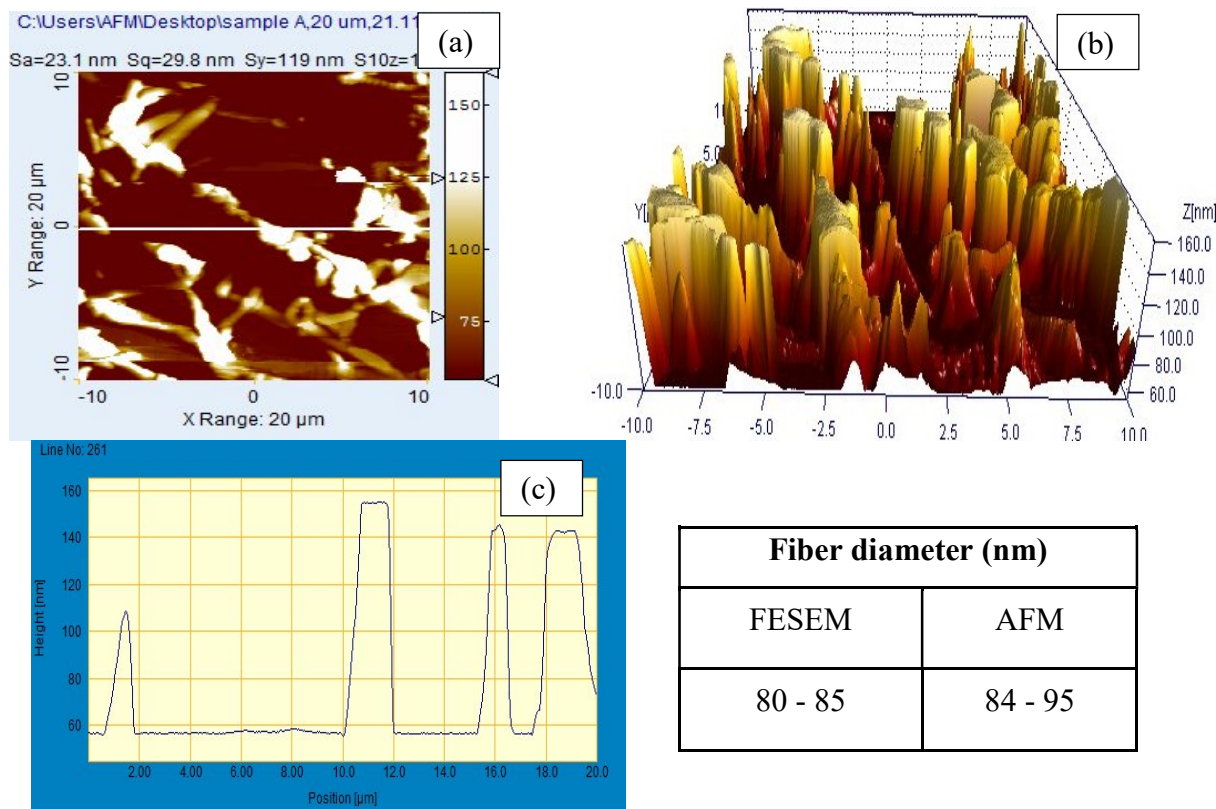 C:\Users\AFM\Desktop\sample A,20 um,21.11
(a)
Sa=23.1 nm Sq=29.8 nm Sy=119 nm S10z=1
10
0
-10
Y Range: 20 µm
150
125
100
75
-10 0 10
X Range: 20 µm
(b)
5.0
Z[nm]
160.0
140.0
120.0
100.0
80.0
60.0
-10.0
-10.0 -7.5 -5.0 -2.5 0.0 2.5 5.0 7.5 10.0
Line No: 261
(c)
Height [nm]
160
140
120
100
80
60
2.00 4.00 6.00 8.00 10.0 12.0 14.0 16.0 18.0 20.0
Position [µm]
Fiber diameter (nm)
FESEM AFM
80 - 85 84 - 95